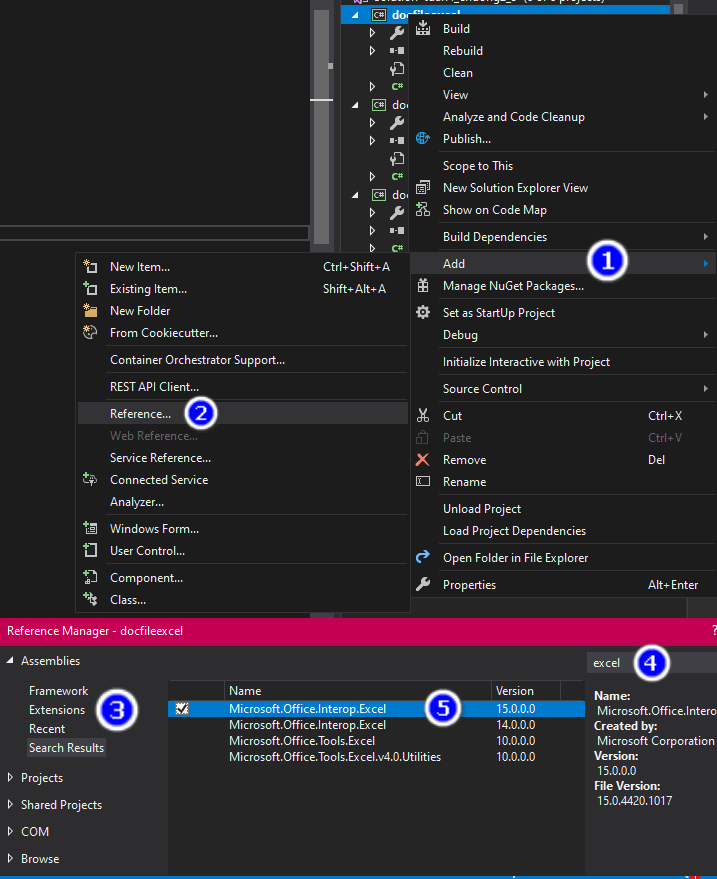 docfileexcel
Build
Rebuild
Clean
View
Analyze and Code Cleanup
Publish...
Scope to This
New Solution Explorer View
Show on Code Map
Build Dependencies
Add
1
Manage NuGet Packages...
Set as StartUp Project
Debug
Initialize Interactive with Project
Source Control
Cut Ctrl+X
Paste Ctrl+V
Remove Del
Rename
Unload Project
Load Project Dependencies
Open Folder in File Explorer
Properties Alt+Enter
C#
C#
doc
C#
C#
doc
C#
New Item... Ctrl+Shift+A
Existing Item... Shift+Alt+A
New Folder
From Cookiecutter...
Container Orchestrator Support...
REST API Client...
Reference... 2
Web Reference...
Service Reference...
Connected Service
Analyzer...
Windows Form...
User Control...
Component...
Class...
Reference Manager - docfileexcel ?
Assemblies
Framework
Extensions 3
Recent
Search Results
Projects
Shared Projects
COM
Browse
Name Version
Microsoft.Office.Interop.Excel 5 15.0.0.0
Microsoft.Office.Interop.Excel 14.0.0.0
Microsoft.Office.Tools.Excel 10.0.0.0
Microsoft.Office.Tools.Excel.v4.0.Utilities 10.0.0.0
excel 4
Name:
Microsoft.Office.Intero
Created by:
Microsoft Corporation
Version:
15.0.0.0
File Version:
15.0.4420.1017